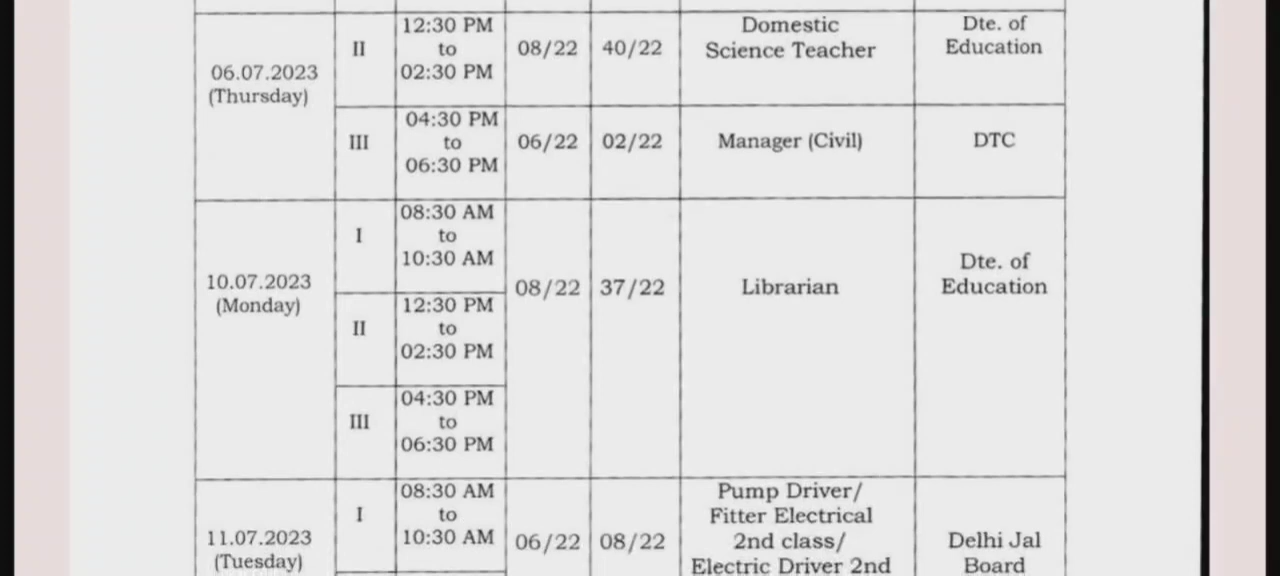 06.07.2023
(Thursday)
II
12:30 PM
to
02:30 PM
08/22
40/22
Domestic
Science Teacher
Dte. of
Education
III
04:30 PM
to
06:30 PM
06/22
02/22
Manager (Civil)
DTC
10.07.2023
(Monday)
I
08:30 AM
to
10:30 AM
08/22
37/22
Librarian
Dte. of
Education
II
12:30 PM
to
02:30 PM
III
04:30 PM
to
06:30 PM
11.07.2023
(Tuesday)
I
08:30 AM
to
10:30 AM
06/22
08/22
Pump Driver/
Fitter Electrical
2nd class/
Electric Driver 2nd
Delhi Jal
Board